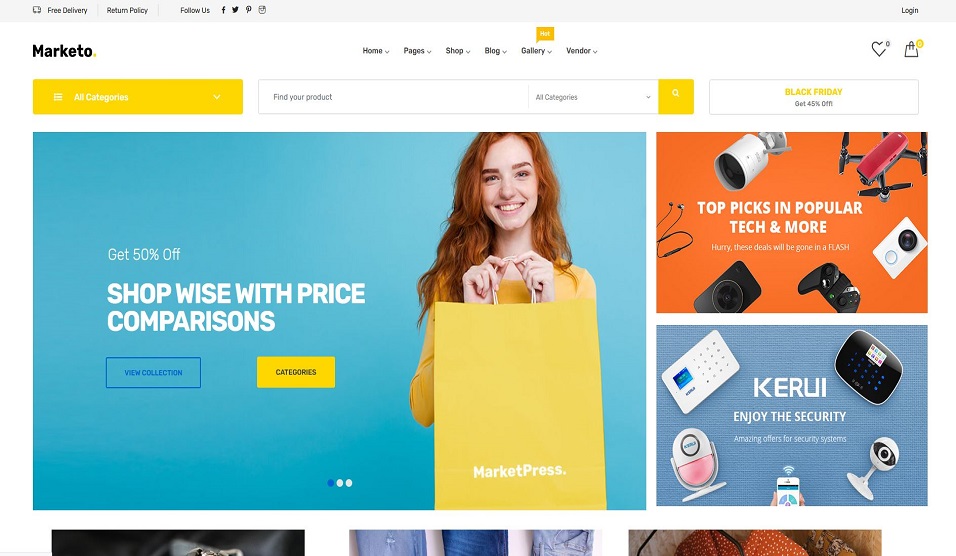 Free Delivery
Return Policy
Follow Us
Login
Marketo.
Home
Pages
Shop
Blog
Gallery
Hot
Vendor
0
0
All Categories
Find your product
All Categories
BLACK FRIDAY
Get 45% Off!
Get 50% Off
SHOP WISE WITH PRICE
COMPARISONS
VIEW COLLECTION
CATEGORIES
MarketPress.
TOP PICKS IN POPULAR
TECH & MORE
Hurry, these deals will be gone in a FLASH
KERUI
ENJOY THE SECURITY
Amazing offers for security systems